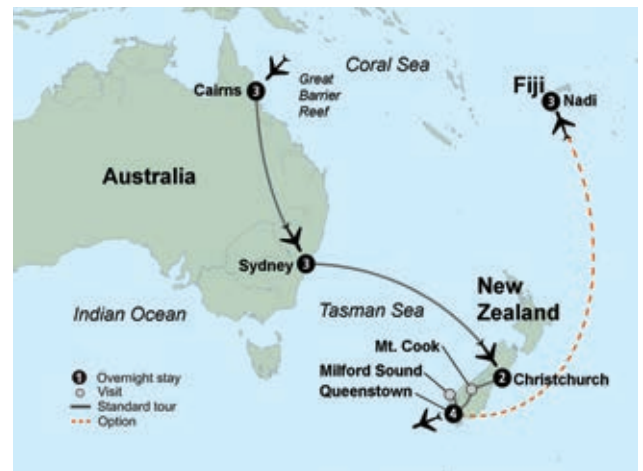 Coral Sea
Fiji
3
Nadi
Cairns
3
Great
Barrier
Reef
Australia
Sydney
3
New
Zealand
Indian Ocean
Tasman Sea
Mt. Cook
Milford Sound
2
Christchurch
Queenstown
4
1
Overnight stay
Visit
Standard tour
Option